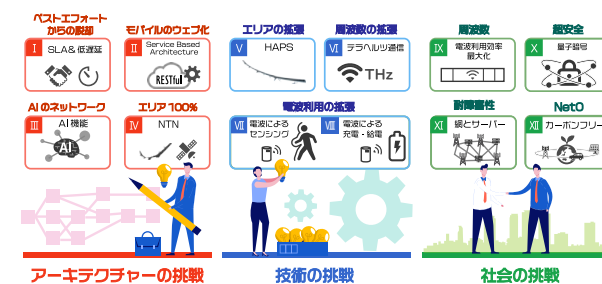 ベストエフォート
からの脱却
Ⅰ
SLA& 低遅延
モバイルのウェブ化
Ⅱ
Service Based
Architecture
RESTful
AIのネットワーク
Ⅲ
AI機能
AI
エリア100%
Ⅳ
NTN
アーキテクチャーの挑戦
エリアの拡張
Ⅴ
HAPS
周波数の拡張
Ⅵ
テラヘルツ通信
THz
電波利用の拡張
Ⅶ
電波による
センシング
Ⅷ
電波による
充電・給電
技術の挑戦
周波数
Ⅸ
電波利用効率
最大化
超安全
Ⅹ
量子暗号
耐障害性
Ⅺ
網とサーバー
Net0
Ⅻ
カーボンフリー
社会の挑戦